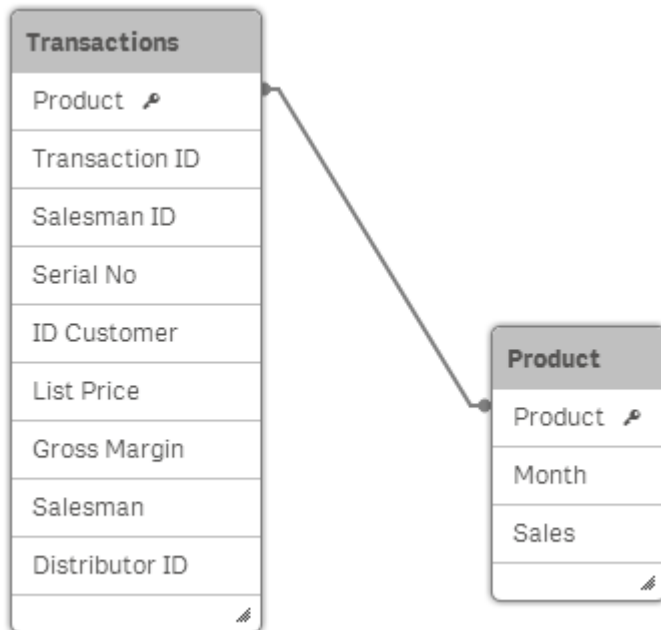 Transactions
Product
Transaction ID
Salesman ID
Serial No
ID Customer
List Price
Gross Margin
Salesman
Distributor ID
Product
Product
Month
Sales